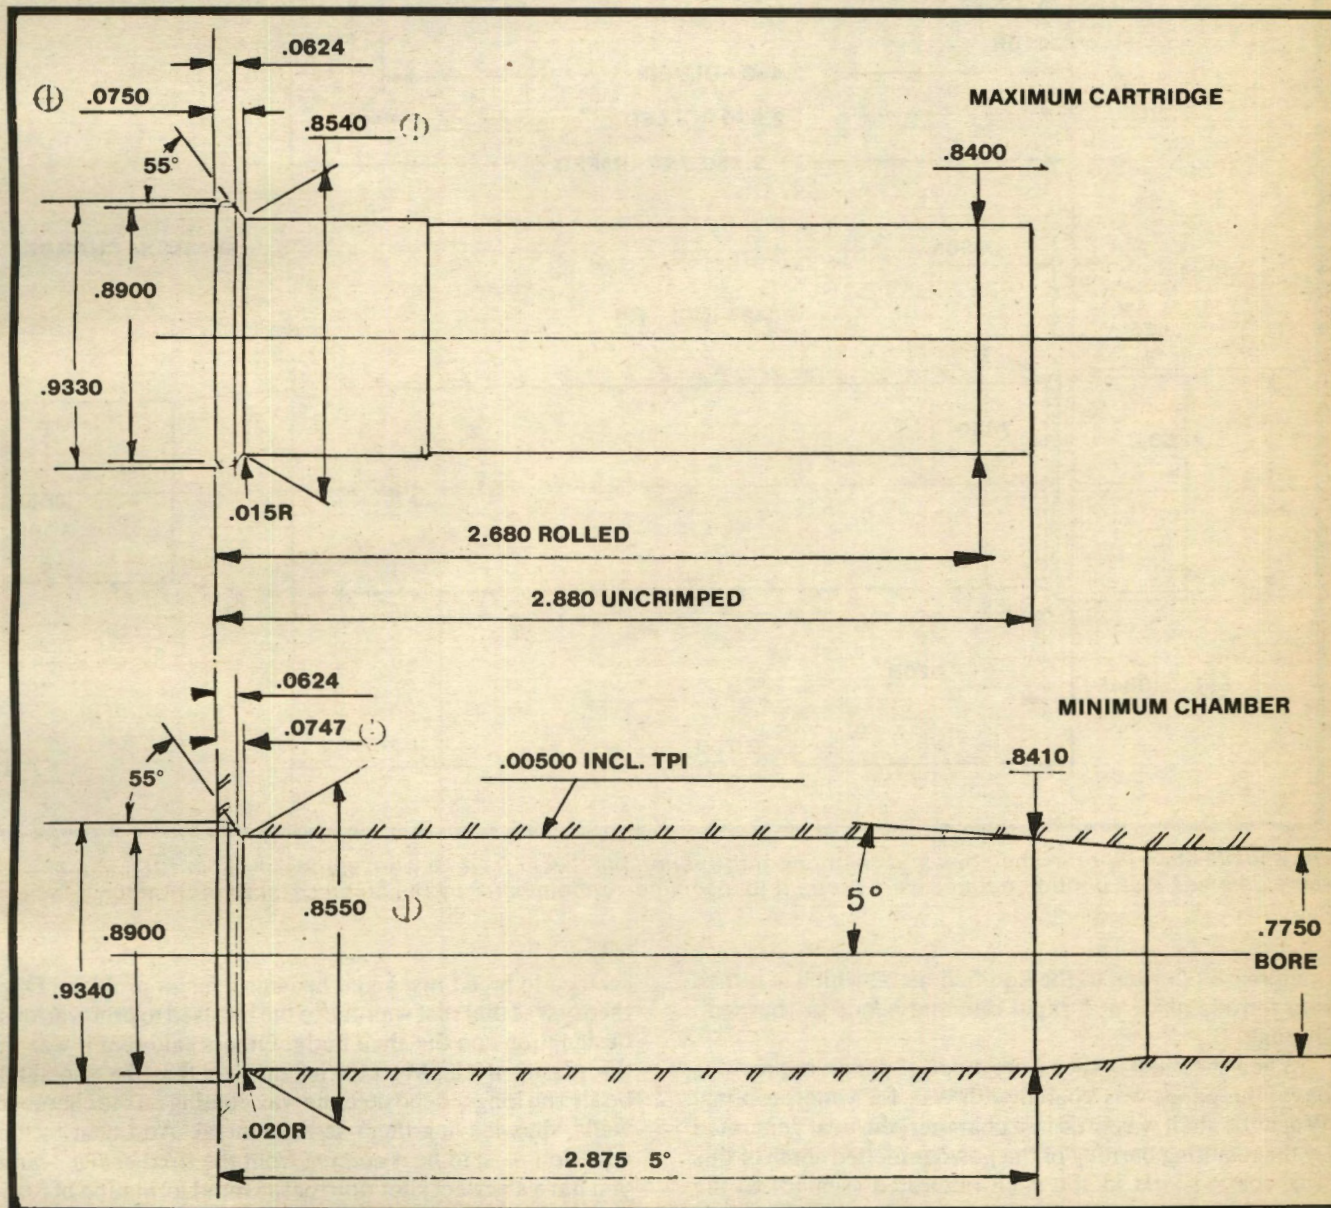 .0624
.0750
.8540
MAXIMUM CARTRIDGE
55°
.8400
.8900
.9330
.015R
2.680 ROLLED
2.880 UNCRIMPED
.0624
MINIMUM CHAMBER
.0747
.00500 INCL. TPI
.8410
55°
5°
.8550
.8900
.7750
BORE
.9340
.020R
2.875 5°